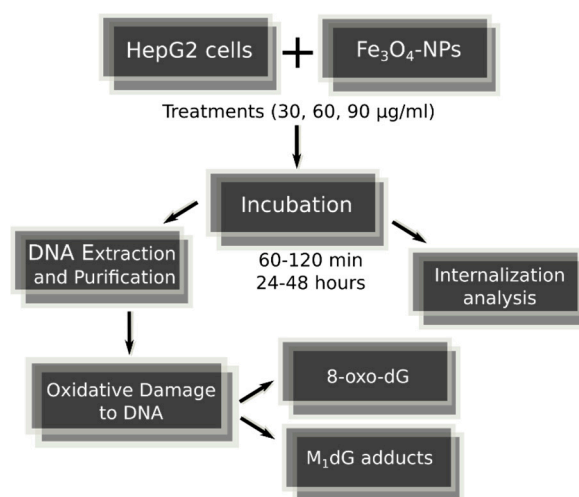 HepG2 cells + Fe₃O₄-NPs
Treatments (30, 60, 90 µg/ml)
Incubation
60-120 min
24-48 hours
DNA Extraction
and Purification
Internalization
analysis
Oxidative Damage
to DNA
8-oxo-dG
M₁dG adducts